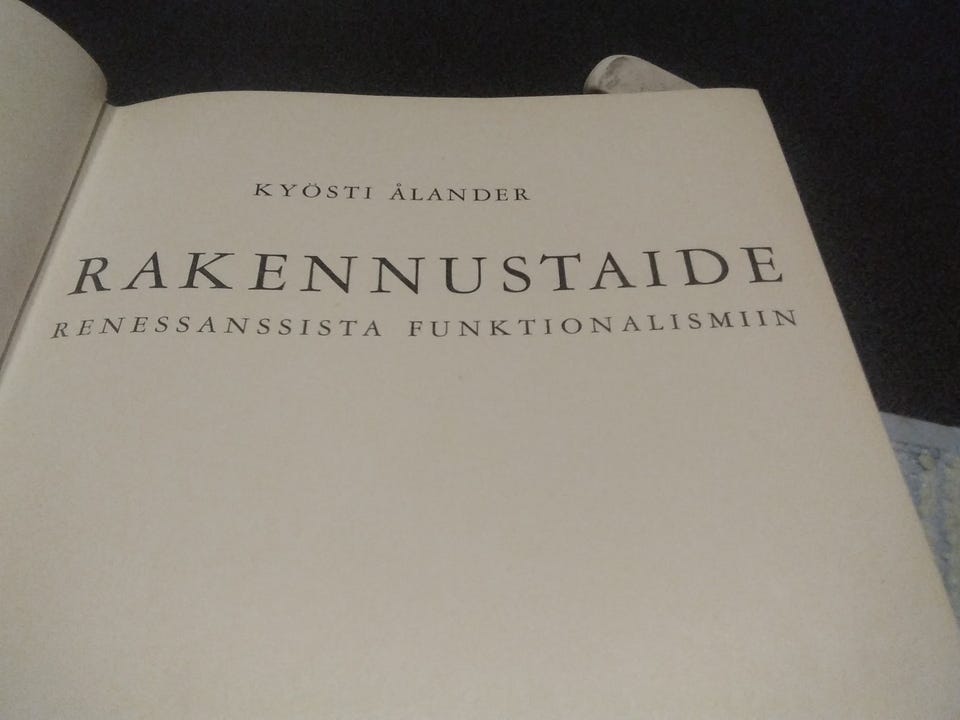 KYÖSTI ÅLANDER
RAKENNUSTAIDE
RENESSANSSISTA FUNKTIONALISMIIN